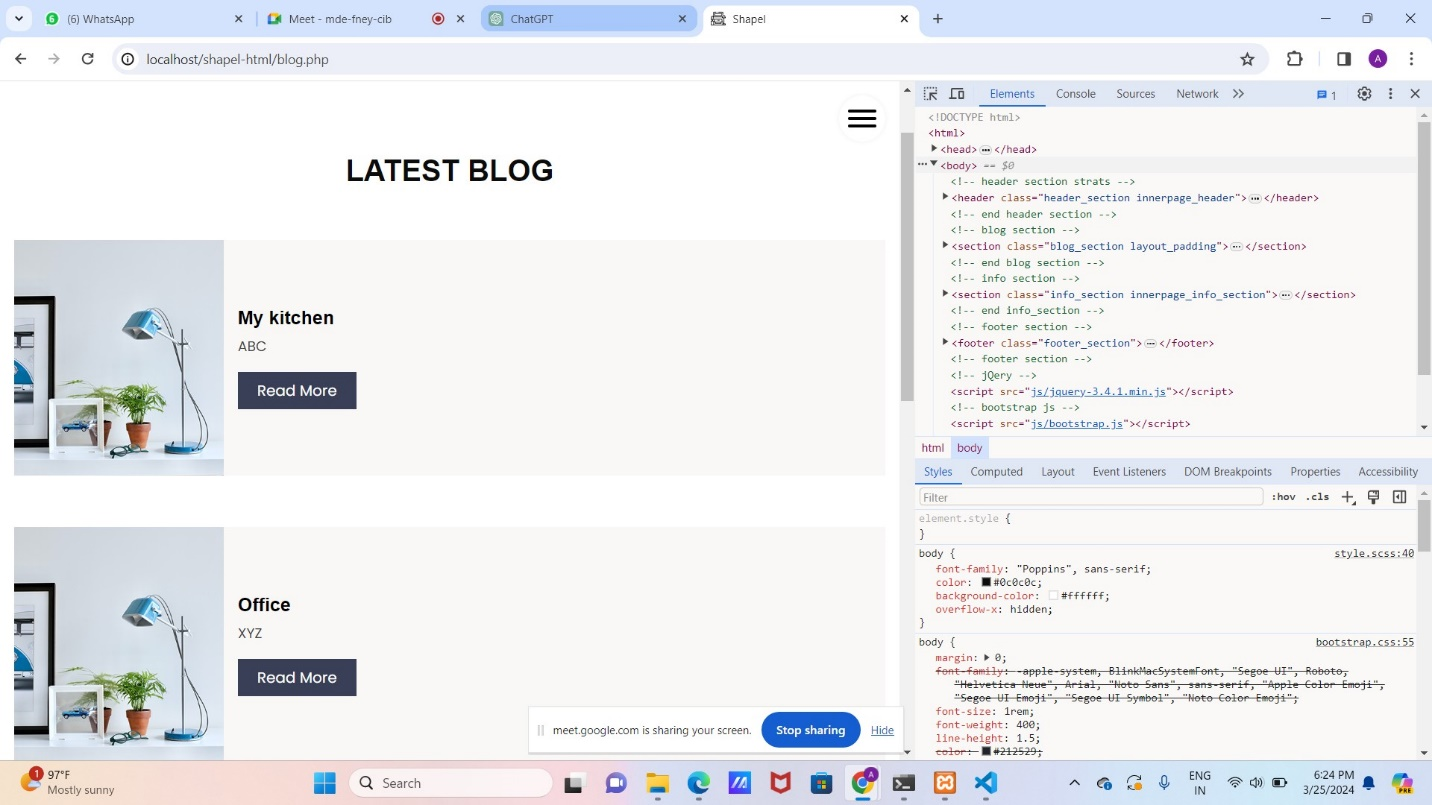 (6) WhatsApp
Meet - mde-fney-cib
ChatGPT
Shapel
localhost/shapel-html/blog.php
A
LATEST BLOG
My kitchen
ABC
Read More
Office
XYZ
Read More
meet.google.com is sharing your screen.
Stop sharing
Hide
Elements
Console
Sources
Network
1
<!DOCTYPE html>
<html>
<head> </head>
<body> == $0
<!-- header section strats -->
<header class="header_section innerpage_header"> </header>
<!-- end header section -->
<!-- blog section -->
<section class="blog_section layout_padding"> </section>
<!-- end blog section -->
<!-- info section -->
<section class="info_section innerpage_info_section"> </section>
<!-- end info_section -->
<!-- footer section -->
<footer class="footer_section"> </footer>
<!-- footer section -->
<!-- jQery -->
<script src="js/jquery-3.4.1.min.js"></script>
<!-- bootstrap js -->
<script src="js/bootstrap.js"></script>
html body
Styles
Computed
Layout
Event Listeners
DOM Breakpoints
Properties
Accessibility
Filter
:hov .cls
element.style {
}
body {
style.scss:40
font-family: "Poppins", sans-serif;
color: #0c0c0c;
background-color: #ffffff;
overflow-x: hidden;
}
body {
bootstrap.css:55
margin: 0;
font-family: -apple-system, BlinkMacSystemFont, "Segoe UI", Roboto,
"Helvetica Neue", Arial, "Noto Sans", sans-serif, "Apple Color Emoji",
"Segoe UI Emoji", "Segoe UI Symbol", "Noto Color Emoji";
font-size: 1rem;
font-weight: 400;
line-height: 1.5;
color: #212529;
1
97°F
Mostly sunny
Search
A
ENG
IN
6:24 PM
3/25/2024
PRE